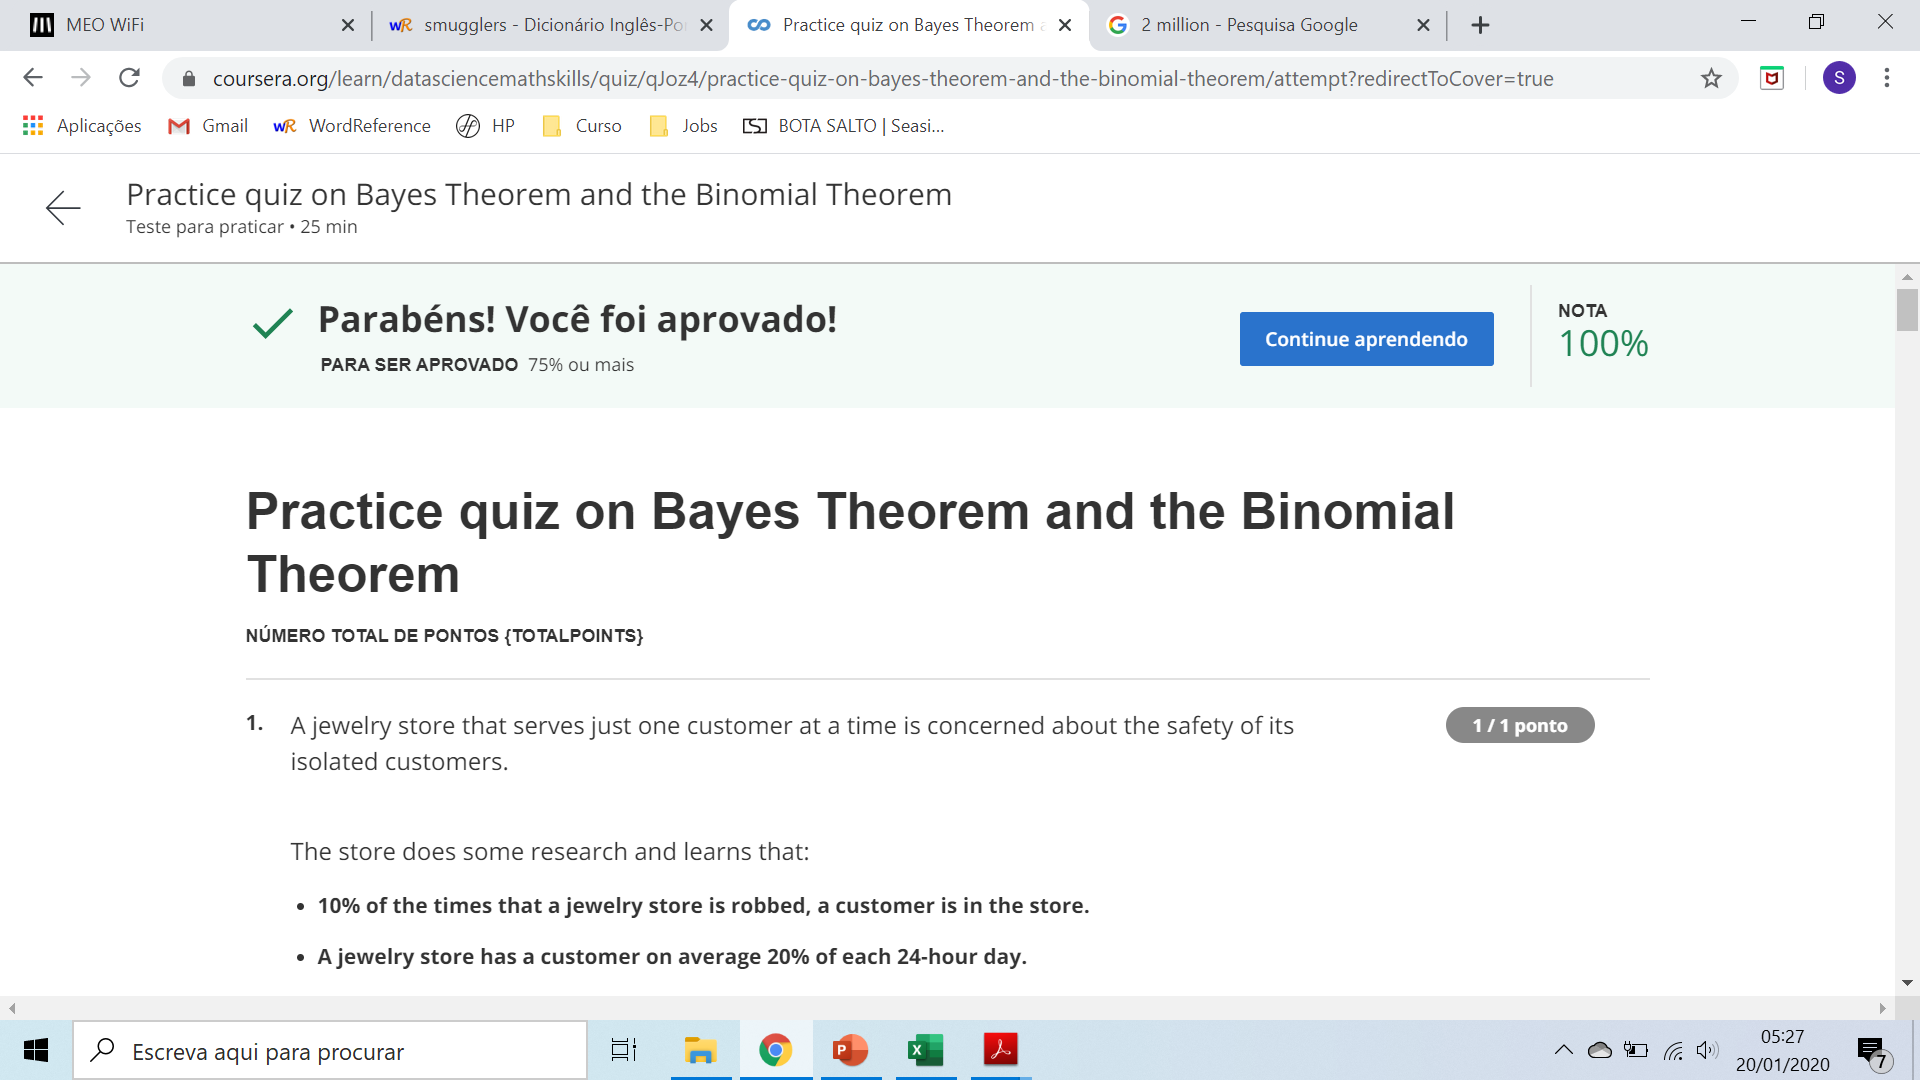 MEO WiFi
smugglers - Dicionário Inglês-Por
Practice quiz on Bayes Theorem a
2 million - Pesquisa Google
coursera.org/learn/datasciencemathskills/quiz/qJoz4/practice-quiz-on-bayes-theorem-and-the-binomial-theorem/attempt?redirectToCover=true
S
Aplicações
Gmail
WordReference
HP
Curso
Jobs
BOTA SALTO | Seasi...
Practice quiz on Bayes Theorem and the Binomial Theorem
Teste para praticar • 25 min
Parabéns! Você foi aprovado!
PARA SER APROVADO 75% ou mais
Continue aprendendo
NOTA
100%
Practice quiz on Bayes Theorem and the Binomial
Theorem
NÚMERO TOTAL DE PONTOS {TOTALPOINTS}
1. A jewelry store that serves just one customer at a time is concerned about the safety of its
isolated customers.
1 / 1 ponto
The store does some research and learns that:
• 10% of the times that a jewelry store is robbed, a customer is in the store.
• A jewelry store has a customer on average 20% of each 24-hour day.
Escreva aqui para procurar
05:27
20/01/2020
7